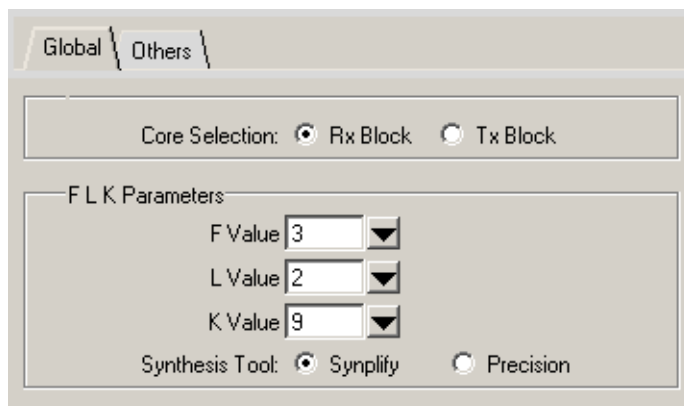 Global Others
Core Selection: Rx Block Tx Block
F L K Parameters
F Value 3
L Value 2
K Value 9
Synthesis Tool: Synplify Precision